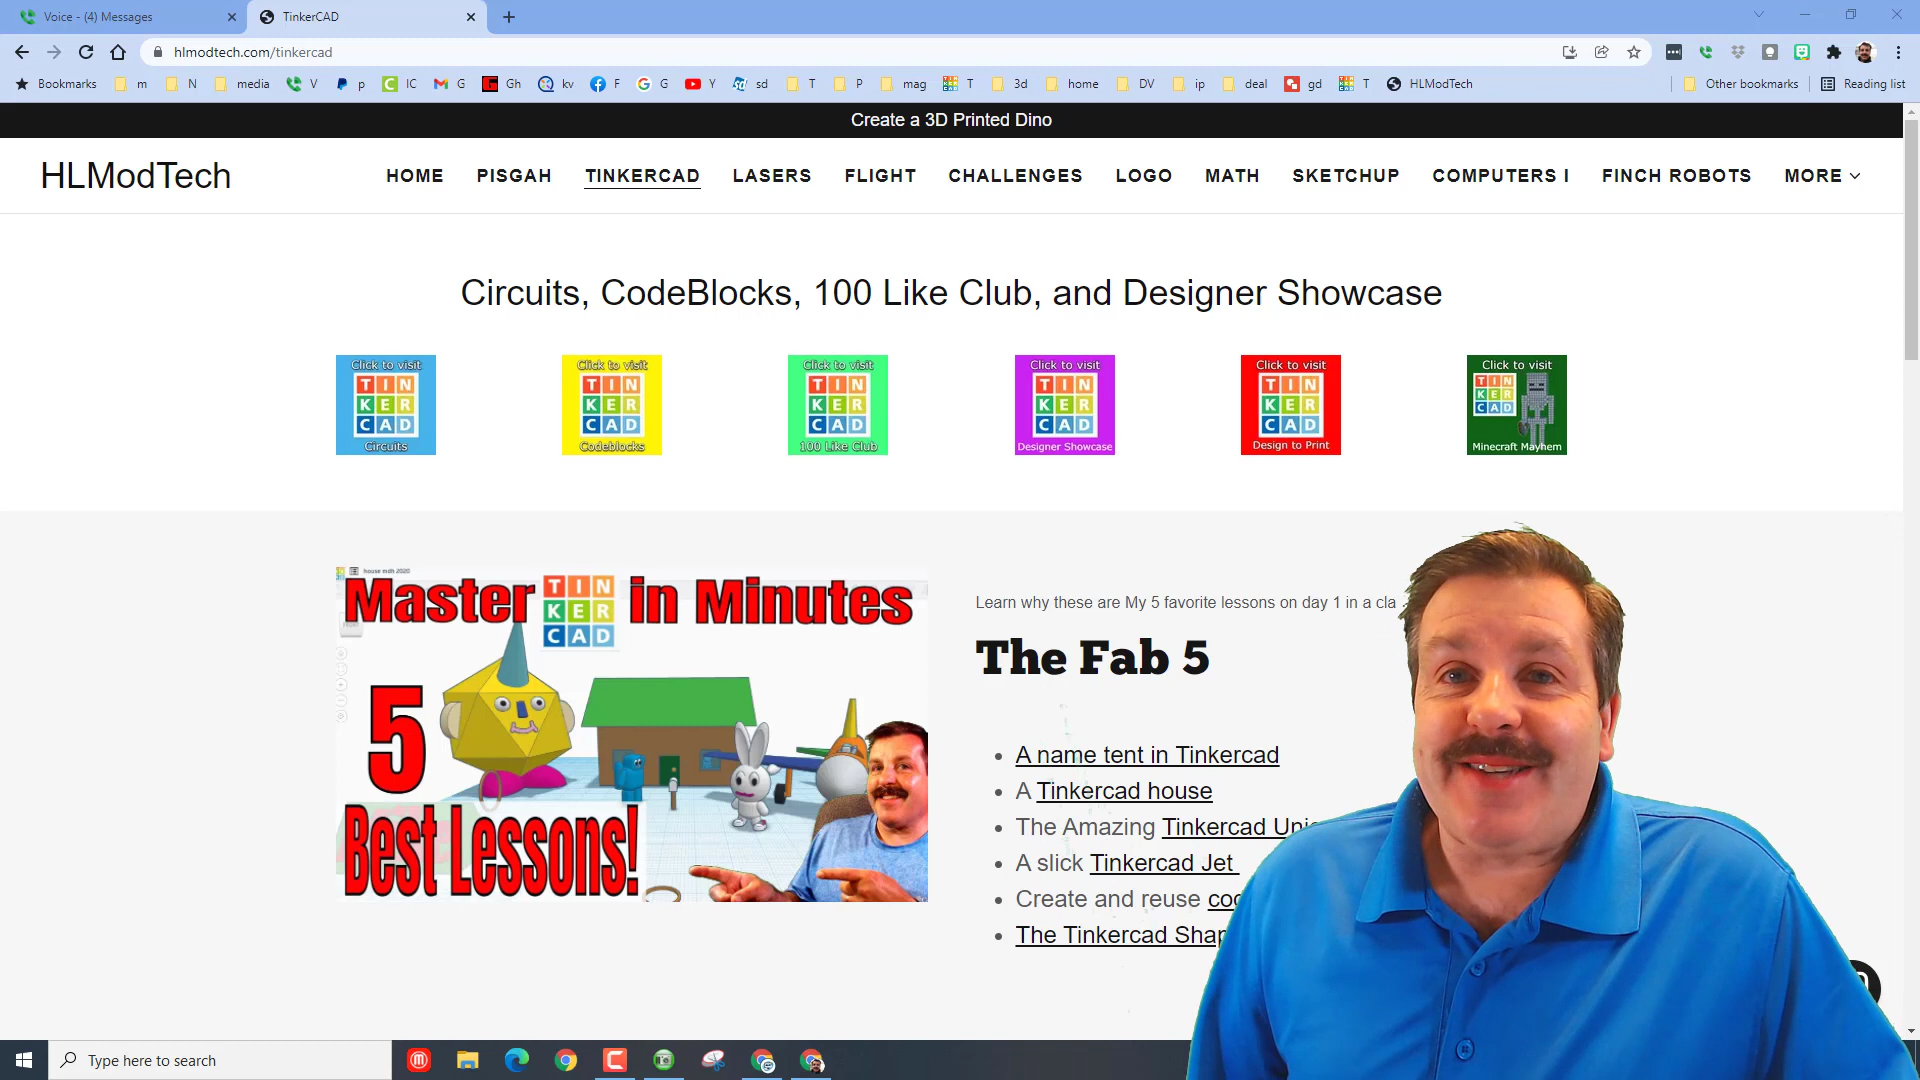 Voice - (4) Messages
TinkerCAD
hlmodtech.com/tinkercad
Bookmarks m N media V p IC G Gh kv F G Y sd T P mag T 3d home DV ip deal gd T HLModTech Other bookmarks Reading list
Create a 3D Printed Dino
HLModTech
HOME PISGAH TINKERCAD LASERS FLIGHT CHALLENGES LOGO MATH SKETCHUP COMPUTERS I FINCH ROBOTS MORE
Circuits, CodeBlocks, 100 Like Club, and Designer Showcase
Click to visit
TIN
KER
CAD
Circuits
Click to visit
TIN
KER
CAD
Codeblocks
Click to visit
TIN
KER
CAD
100 Like Club
Click to visit
TIN
KER
CAD
Designer Showcase
Click to visit
TIN
KER
CAD
Design to Print
Click to visit
TIN
KER
CAD
Minecraft Mayhem
house mdh 2020
Master TIN KER CAD in Minutes
5
Best Lessons!
Learn why these are My 5 favorite lessons on day 1 in a cla
The Fab 5
A name tent in Tinkercad
A Tinkercad house
The Amazing Tinkercad Uni
A slick Tinkercad Jet
Create and reuse
The Tinkercad Shap
Type here to search